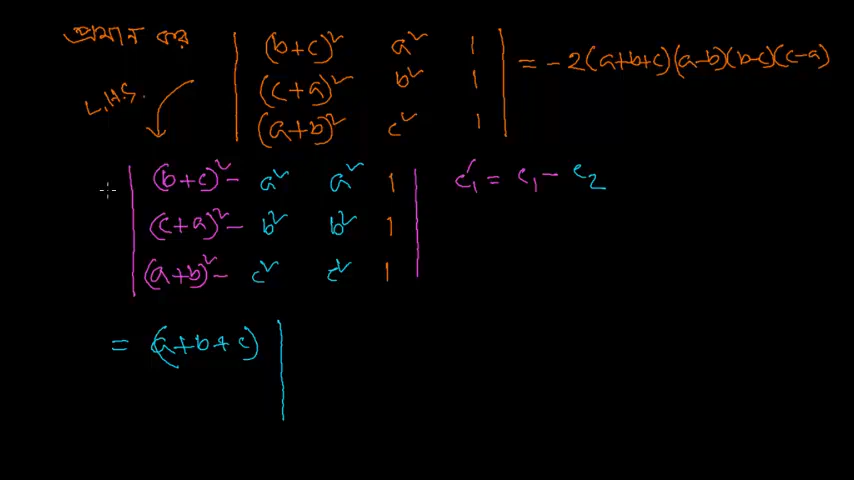 প্রমাণ কর | (b+c)² a² 1 | = -2(a+b+c)(a-b)(b-c)(c-a)
(c+a)² b² 1
(a+b)² c² 1
L.H.S.
| (b+c)² - a² a² 1 | c₁′ = c₁ - c₂
(c+a)² - b² b² 1
(a+b)² - c² c² 1
= (a+b+c) |